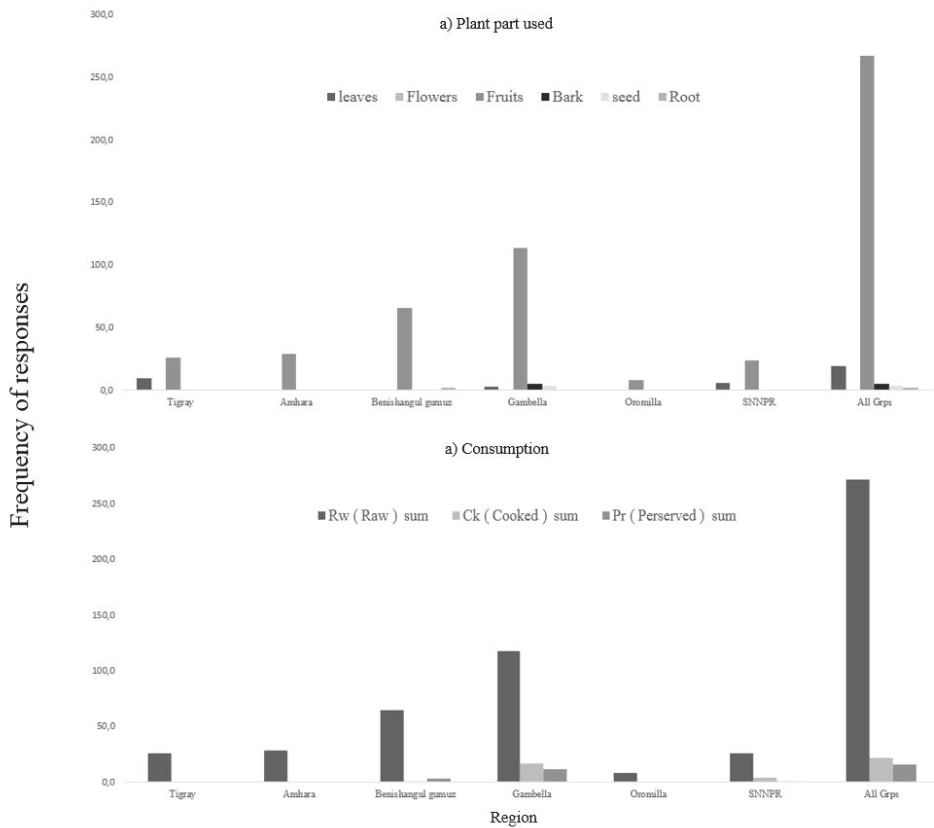 a) Plant part used
300,0
250,0
200,0
150,0
100,0
50,0
0,0
leaves Flowers Fruits Bark seed Root
Tigray Amhara Benishangul gumuz Gambella Oromilla SNNPR All Grps
Frequency of responses
a) Consumption
300,0
250,0
200,0
150,0
100,0
50,0
0,0
Rw ( Raw ) sum Ck ( Cooked ) sum Pr ( Perserved ) sum
Tigray Amhara Benishangul gumuz Gambella Oromilla SNNPR All Grps
Region